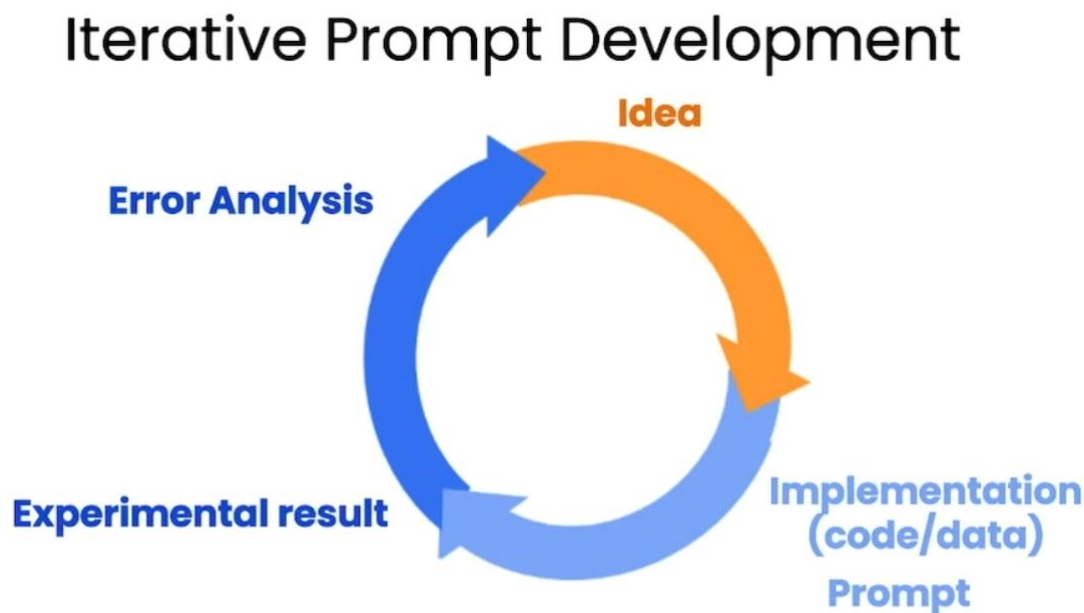 Iterative Prompt Development
Idea
Error Analysis
Implementation
(code/data)
Experimental result
Prompt